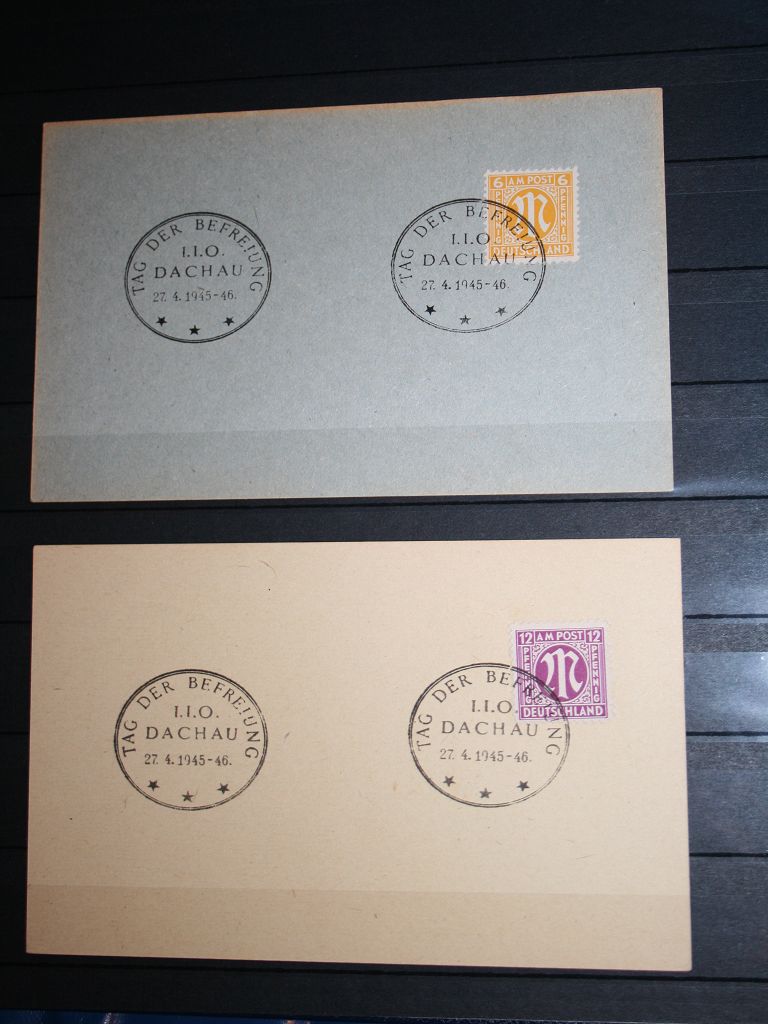 TAG DER BEFREIUNG
I.I.O.
DACHAU
27. 4. 1945-46.
6 AM POST 6
PFENNIG
PFENNIG
DEUTSCHLAND
TAG DER BEFREIUNG
I.I.O.
DACHAU
27. 4. 1945-46.
TAG DER BEFREIUNG
I.I.O.
DACHAU
27. 4. 1945-46.
12 AM POST 12
PFENNIG
PFENNIG
M
DEUTSCHLAND
TAG DER BEFREIUNG
I.I.O.
DACHAU
27. 4. 1945-46.